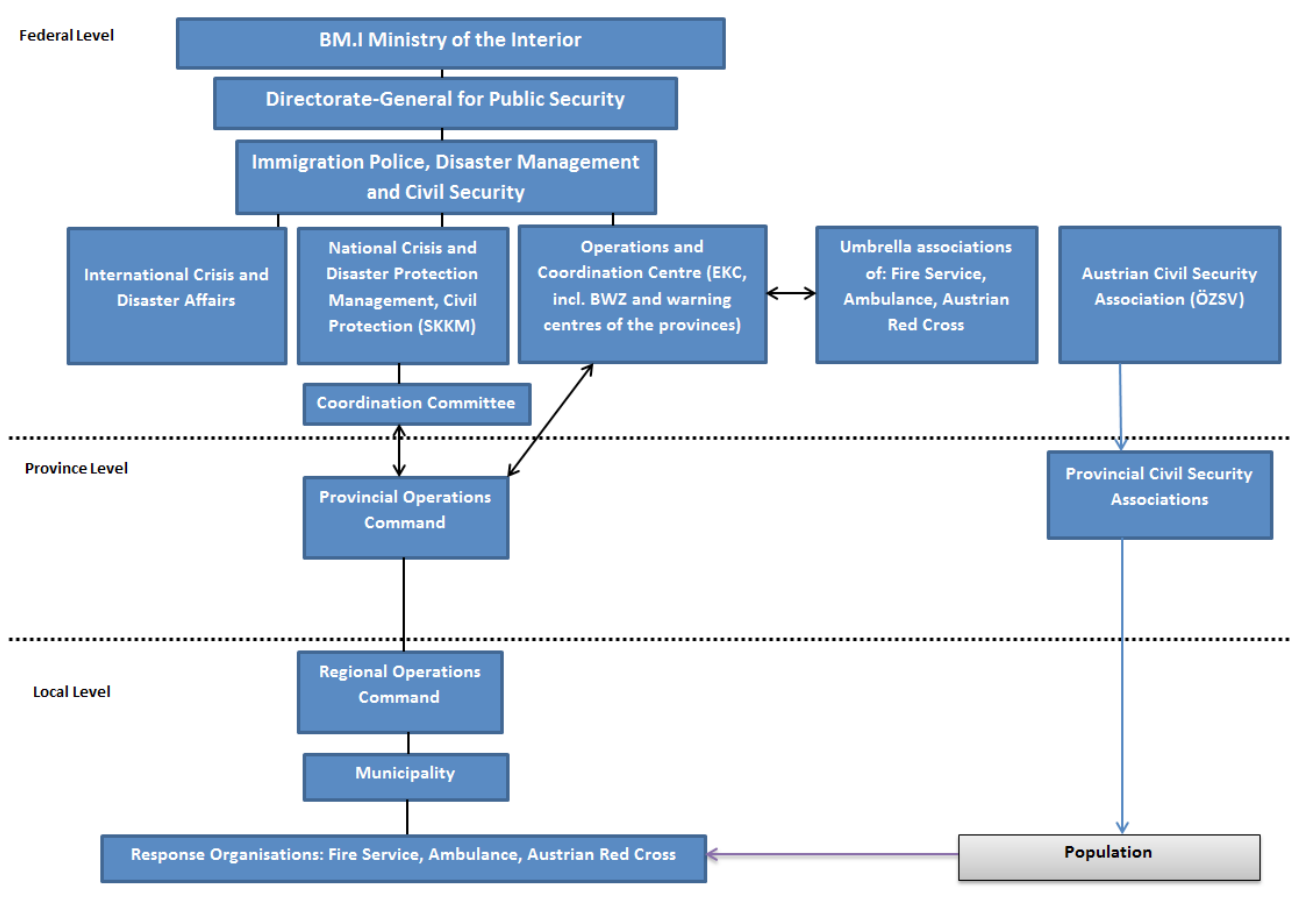 Federal Level
BM.I Ministry of the Interior
Directorate-General for Public Security
Immigration Police, Disaster Management
and Civil Security
International Crisis and
Disaster Affairs
National Crisis and
Disaster Protection
Management, Civil
Protection (SKKM)
Operations and
Coordination Centre (EKC,
incl. BWZ and warning
centres of the provinces)
Umbrella associations
of: Fire Service,
Ambulance, Austrian
Red Cross
Austrian Civil Security
Association (ÖZSV)
Coordination Committee
Province Level
Provincial Operations
Command
Provincial Civil Security
Associations
Local Level
Regional Operations
Command
Municipality
Response Organisations: Fire Service, Ambulance, Austrian Red Cross
Population